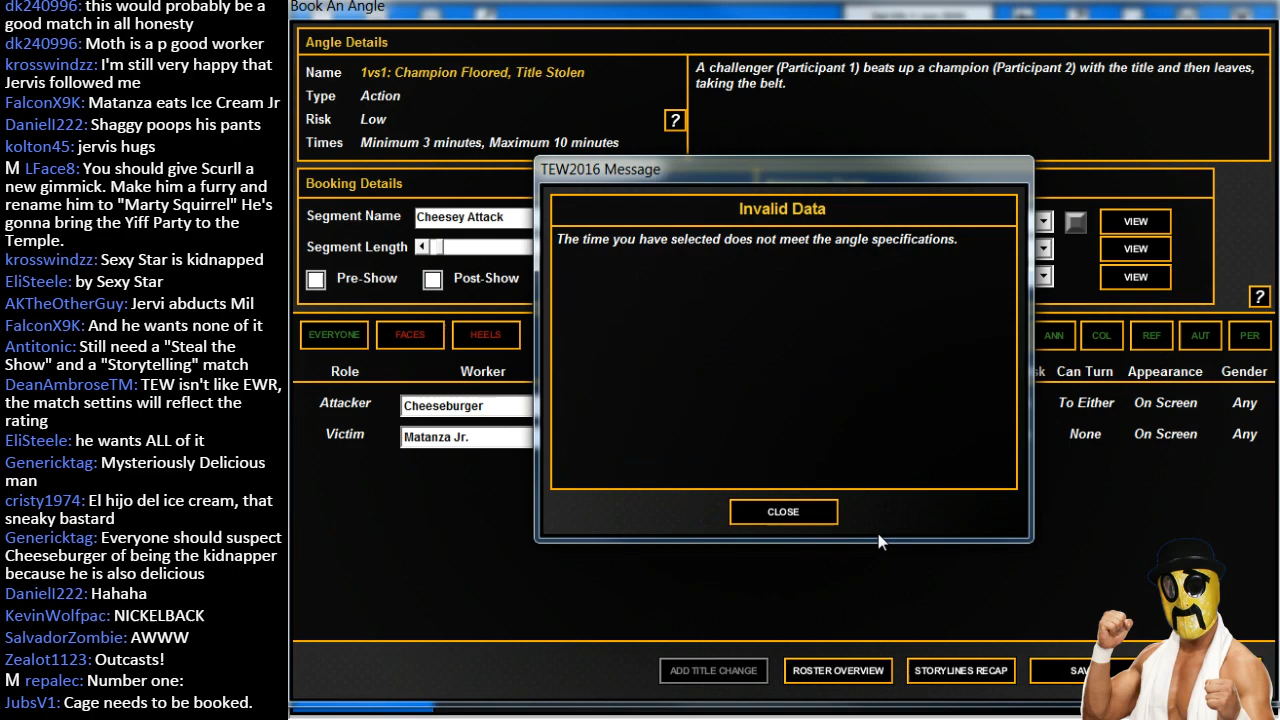 dk240996: this would probably be a
good match in all honesty
dk240996: Moth is a p good worker
krosswindzz: I'm still very happy that
Jervis followed me
FalconX9K: Matanza eats Ice Cream Jr
DanielI222: Shaggy poops his pants
kolton45: jervis hugs
M LFace8: You should give Scurll a
new gimmick. Make him a furry and
rename him to "Marty Squirrel" He's
gonna bring the Yiff Party to the
Temple.
krosswindzz: Sexy Star is kidnapped
EliSteele: by Sexy Star
AKTheOtherGuy: Jervi abducts Mil
FalconX9K: And he wants none of it
Antitonic: Still need a "Steal the
Show" and a "Storytelling" match
DeanAmbroseTM: TEW isn't like EWR,
the match settins will reflect the
rating
EliSteele: he wants ALL of it
Genericktag: Mysteriously Delicious
man
cristy1974: El hijo del ice cream, that
sneaky bastard
Genericktag: Everyone should suspect
Cheeseburger of being the kidnapper
because he is also delicious
DanielI222: Hahaha
KevinWolfpac: NICKELBACK
SalvadorZombie: AWWW
Zealot1123: Outcasts!
M repalec: Number one:
JubsV1: Cage needs to be booked.
Book An Angle
Angle Details
Name 1vs1: Champion Floored, Title Stolen
Type Action
Risk Low
?
Times Minimum 3 minutes, Maximum 10 minutes
A challenger (Participant 1) beats up a champion (Participant 2) with the title and then leaves,
taking the belt.
Booking Details
Segment Name Cheesey Attack
Segment Length
Pre-Show Post-Show
VIEW
VIEW
VIEW
?
TEW2016 Message
Invalid Data
The time you have selected does not meet the angle specifications.
CLOSE
EVERYONE FACES HEELS ANN COL REF AUT PER
Role Worker sk Can Turn Appearance Gender
Attacker Cheeseburger To Either On Screen Any
Victim Matanza Jr. None On Screen Any
ADD TITLE CHANGE ROSTER OVERVIEW STORYLINES RECAP SAV